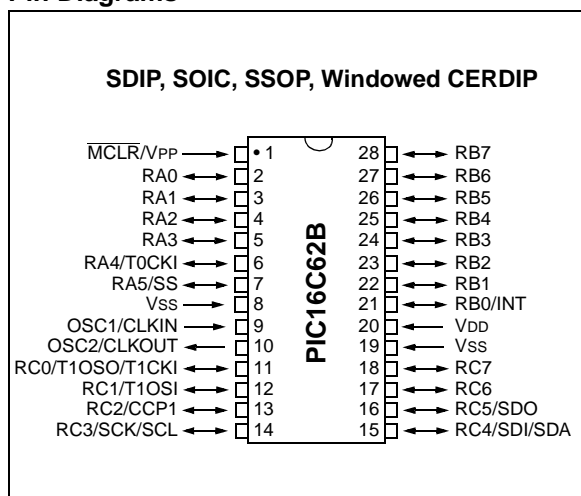 Pin Diagrams
SDIP, SOIC, SSOP, Windowed CERDIP
MCLR/VPP 1 28 RB7
RA0 2 27 RB6
RA1 3 26 RB5
RA2 4 25 RB4
RA3 5 24 RB3
RA4/T0CKI 6 23 RB2
RA5/SS 7 22 RB1
VSS 8 21 RB0/INT
OSC1/CLKIN 9 20 VDD
OSC2/CLKOUT 10 19 VSS
RC0/T1OSO/T1CKI 11 18 RC7
RC1/T1OSI 12 17 RC6
RC2/CCP1 13 16 RC5/SDO
RC3/SCK/SCL 14 15 RC4/SDI/SDA
PIC16C62B